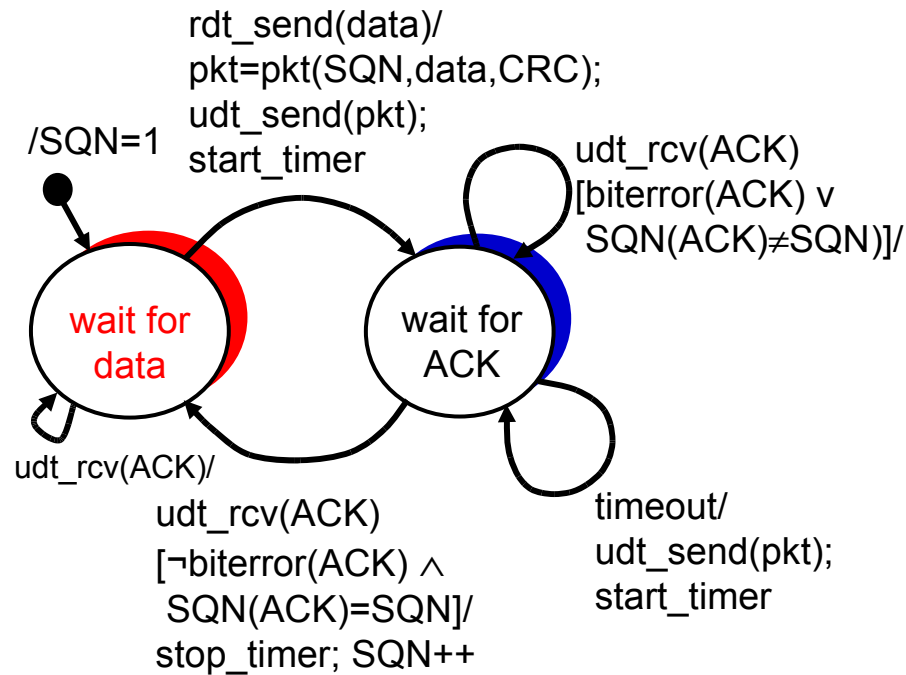 rdt_send(data)/
pkt=pkt(SQN,data,CRC);
udt_send(pkt);
start_timer
/SQN=1
udt_rcv(ACK)
[biterror(ACK) v
SQN(ACK)≠SQN)]/
wait for
data
wait for
ACK
udt_rcv(ACK)/
udt_rcv(ACK)
[¬biterror(ACK) ∧
SQN(ACK)=SQN]/
stop_timer; SQN++
timeout/
udt_send(pkt);
start_timer